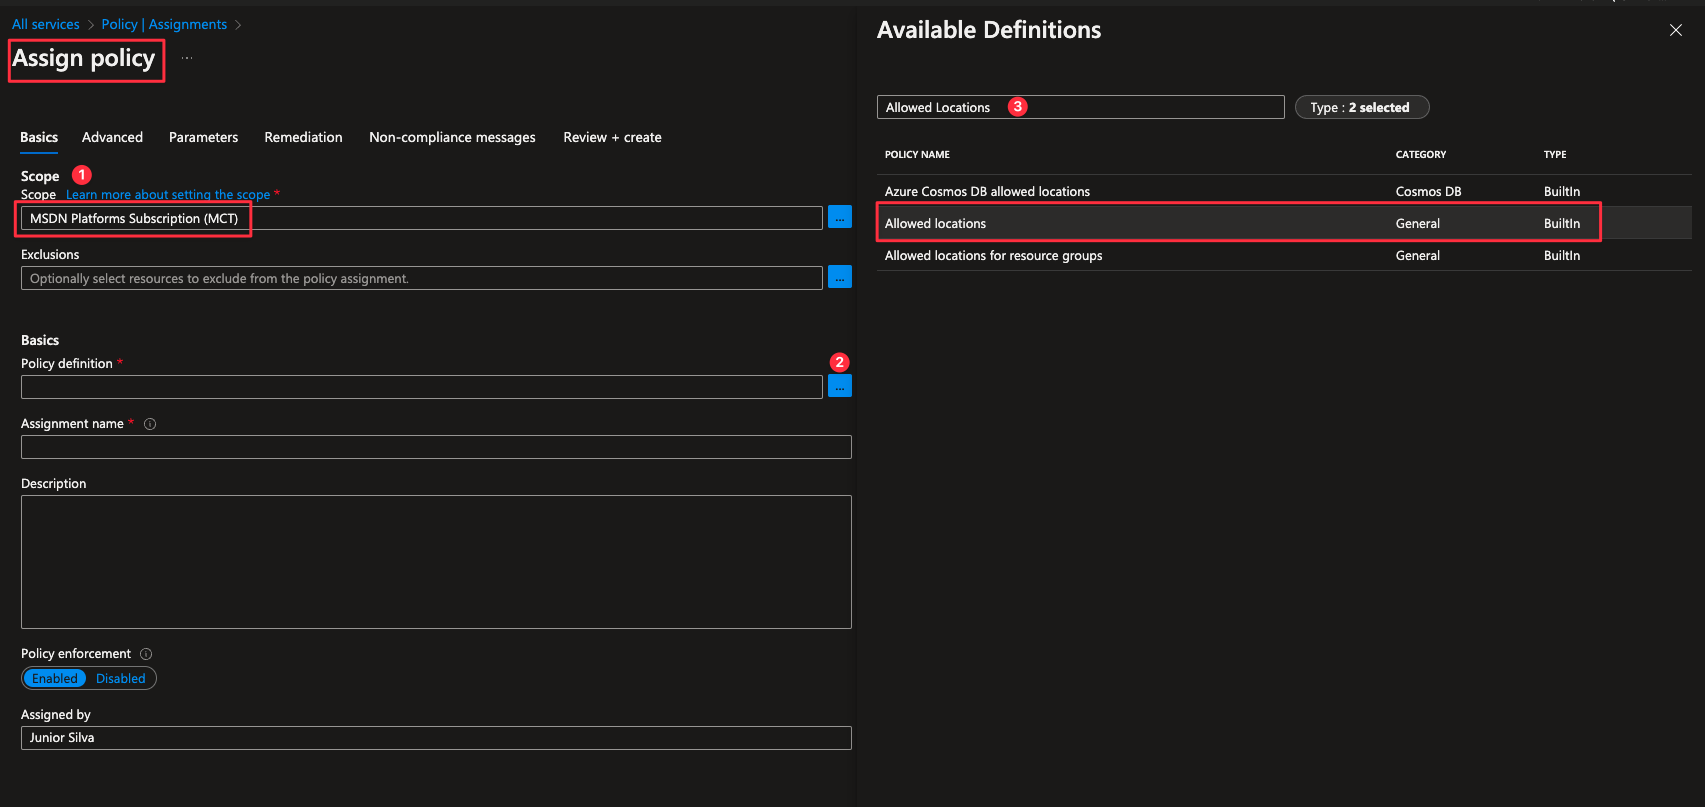 All services > Policy | Assignments >
Assign policy ...
Basics Advanced Parameters Remediation Non-compliance messages Review + create
Scope 1
Scope Learn more about setting the scope *
MSDN Platforms Subscription (MCT) ...
Exclusions
Optionally select resources to exclude from the policy assignment. ...
Basics
Policy definition * 2
...
Assignment name *
Description
Policy enforcement
Enabled Disabled
Assigned by
Junior Silva
Available Definitions
Allowed Locations 3 Type : 2 selected
POLICY NAME CATEGORY TYPE
Azure Cosmos DB allowed locations Cosmos DB BuiltIn
Allowed locations General BuiltIn
Allowed locations for resource groups General BuiltIn